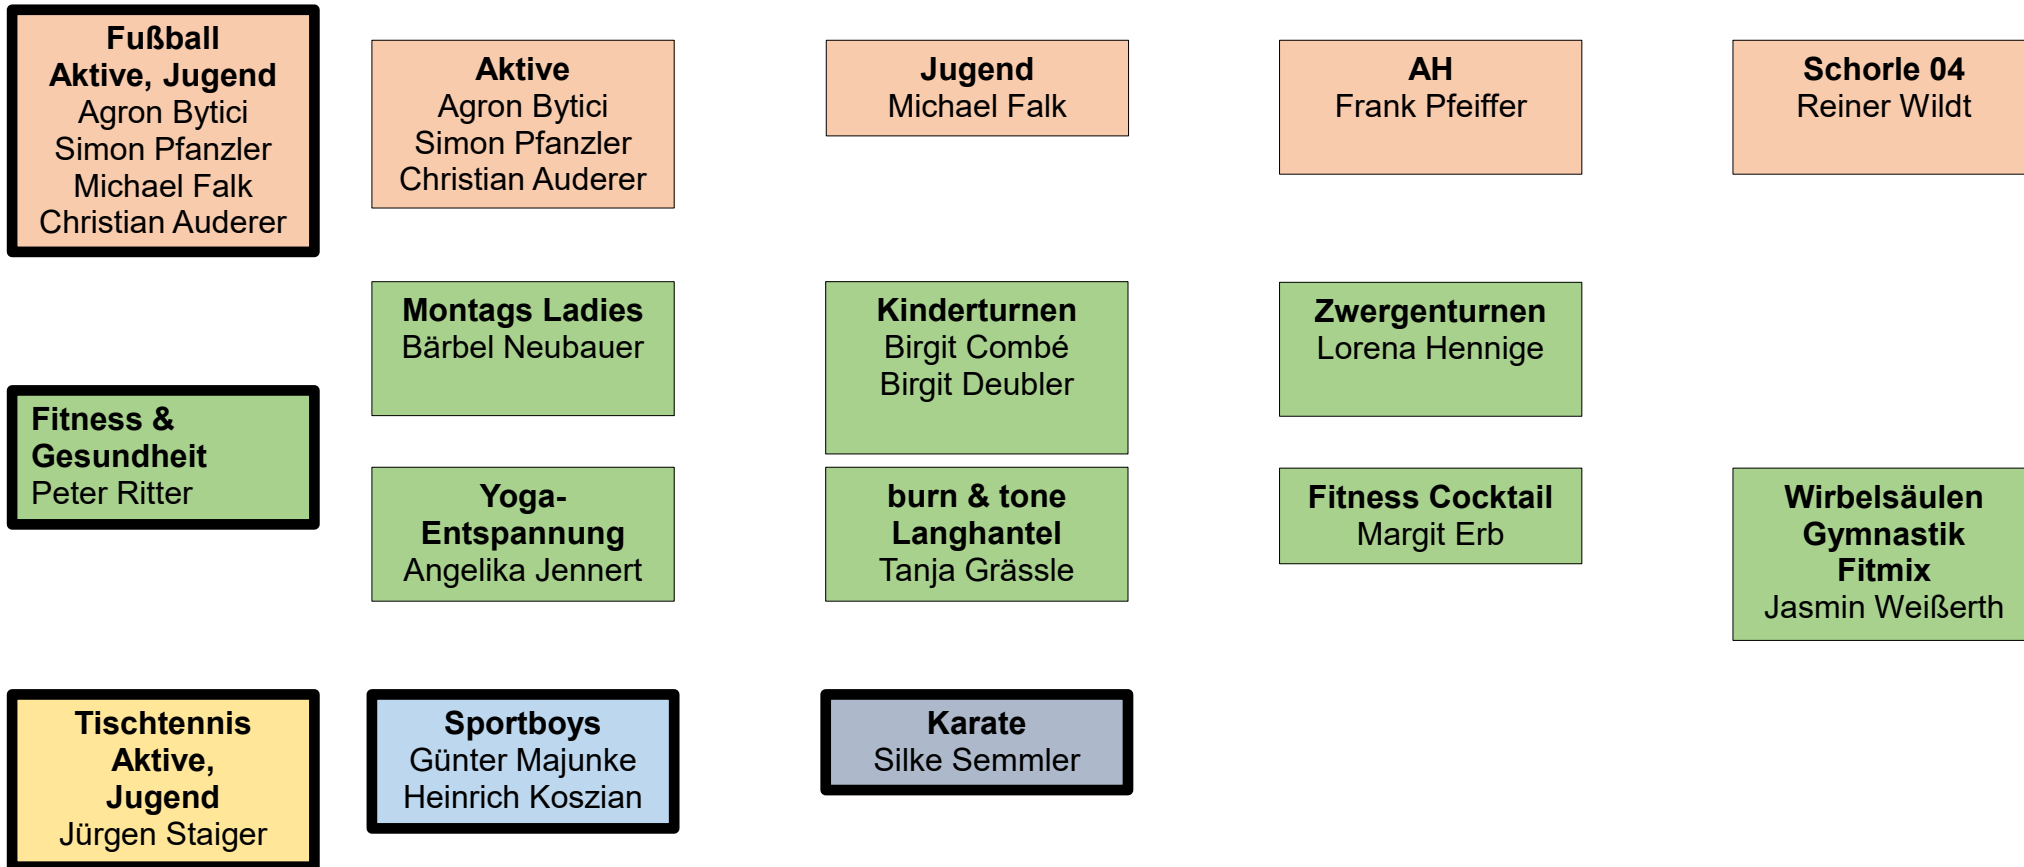 Fußball
Aktive, Jugend
Agron Bytici
Simon Pfanzler
Michael Falk
Christian Auderer
Aktive
Agron Bytici
Simon Pfanzler
Christian Auderer
Jugend
Michael Falk
AH
Frank Pfeiffer
Schorle 04
Reiner Wildt
Fitness &
Gesundheit
Peter Ritter
Montags Ladies
Bärbel Neubauer
Kinderturnen
Birgit Combé
Birgit Deubler
Zwergenturnen
Lorena Hennige
Yoga-
Entspannung
Angelika Jennert
burn & tone
Langhantel
Tanja Grässle
Fitness Cocktail
Margit Erb
Wirbelsäulen
Gymnastik
Fitmix
Jasmin Weißerth
Tischtennis
Aktive,
Jugend
Jürgen Staiger
Sportboys
Günter Majunke
Heinrich Koszian
Karate
Silke Semmler